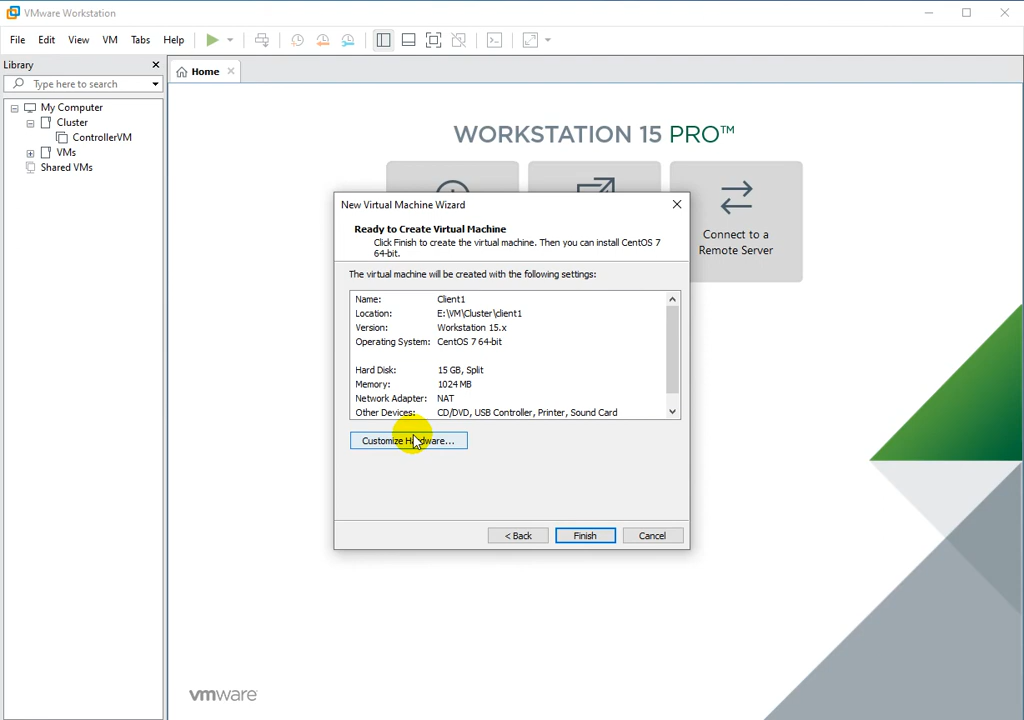 VMware Workstation
File Edit View VM Tabs Help
Library
Type here to search
Home
My Computer
Cluster
ControllerVM
VMs
Shared VMs
WORKSTATION 15 PRO™
Connect to a
Remote Server
New Virtual Machine Wizard
Ready to Create Virtual Machine
Click Finish to create the virtual machine. Then you can install CentOS 7
64-bit.
The virtual machine will be created with the following settings:
Name: Client1
Location: E:\VM\Cluster\client1
Version: Workstation 15.x
Operating System: CentOS 7 64-bit
Hard Disk: 15 GB, Split
Memory: 1024 MB
Network Adapter: NAT
Other Devices: CD/DVD, USB Controller, Printer, Sound Card
Customize Hardware...
< Back Finish Cancel
vmware